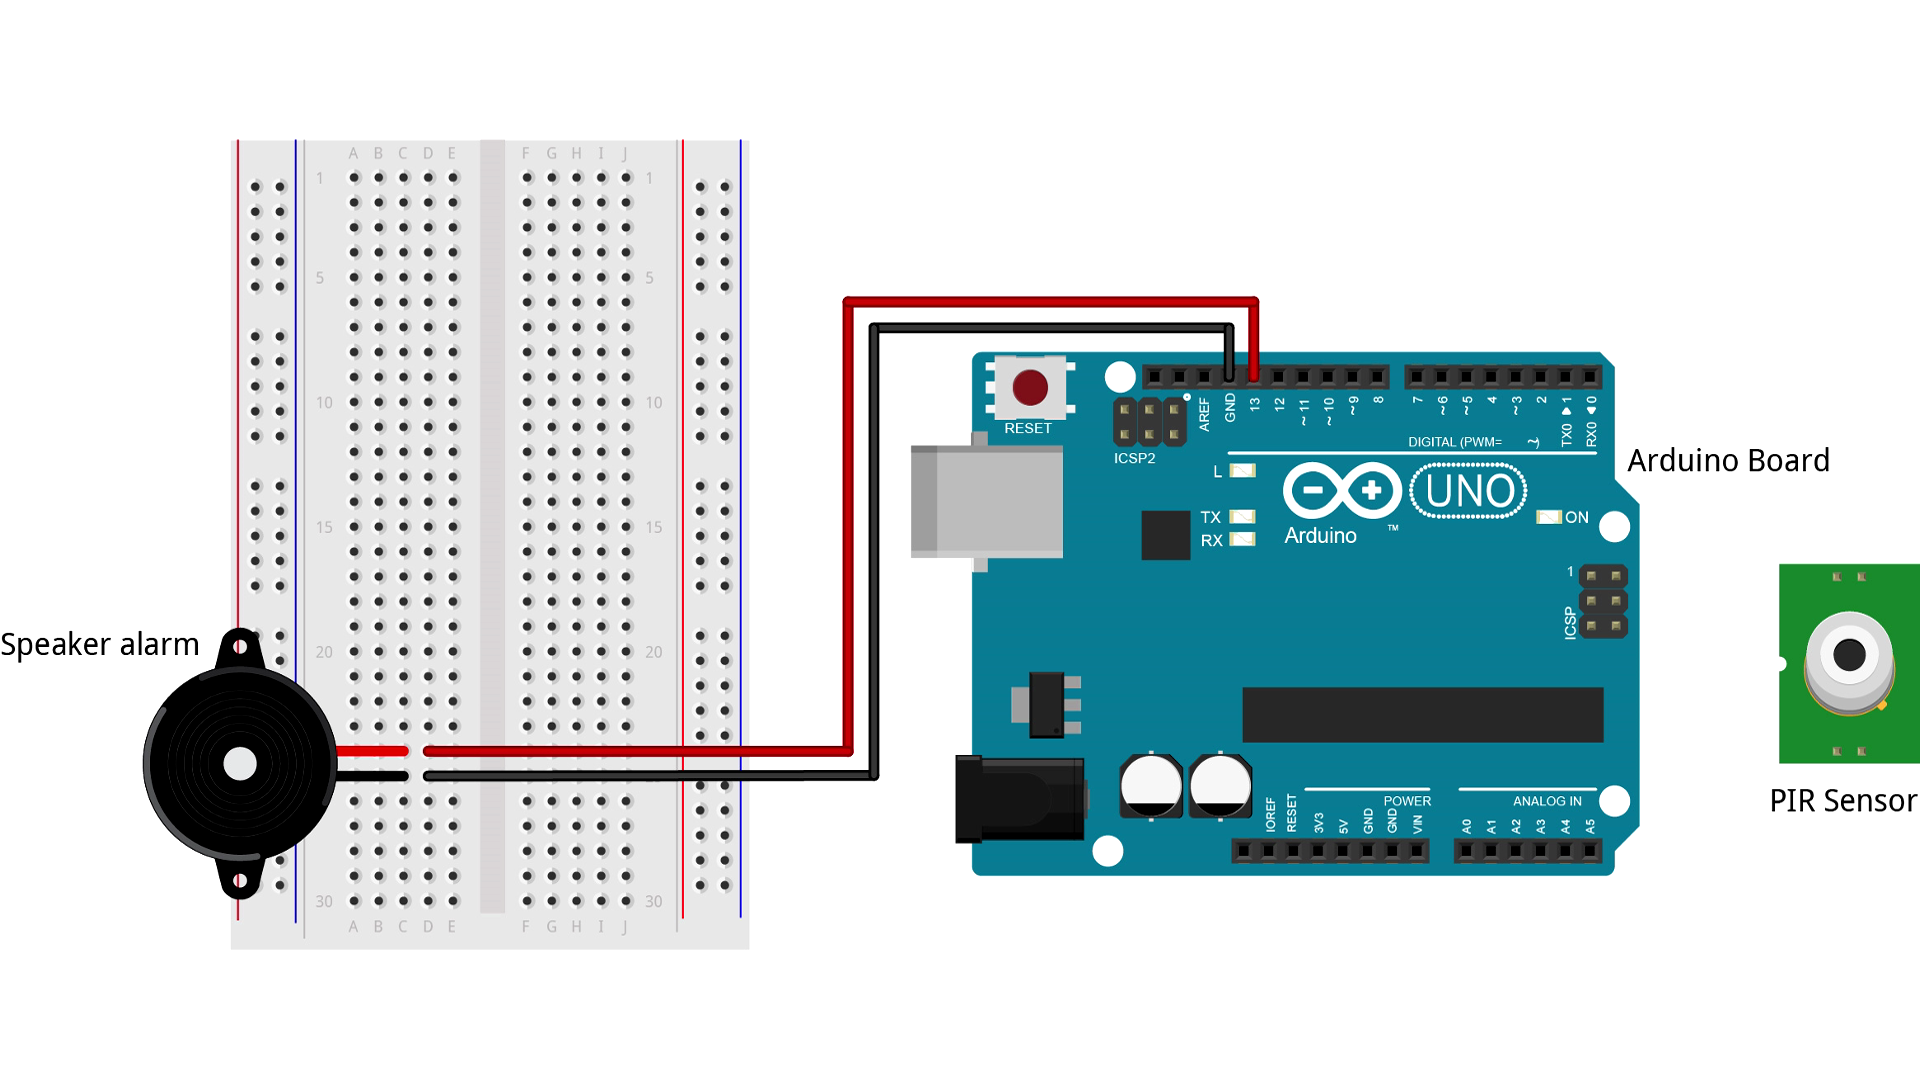 A B C D E F G H I J
1 1
5 5
10 10
15 15
20 20
30 30
A B C D E F G H I J
Speaker alarm
RESET
ICSP2
AREF
GND
13
12
~11
~10
~9
8
7
~6
~5
4
~3
2
TX0 ▶ 1
RX0 ◀ 0
DIGITAL (PWM= ~)
L
TX
RX
UNO
Arduino
™
ON
1
ICSP
IOREF
RESET
3V3
5V
GND
GND
VIN
POWER
A0
A1
A2
A3
A4
A5
ANALOG IN
Arduino Board
PIR Sensor